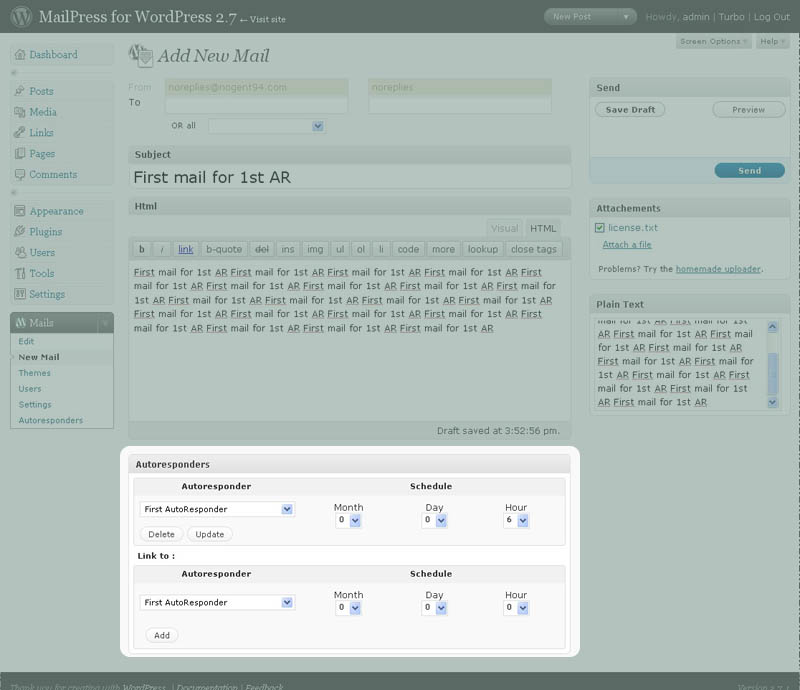 MailPress for WordPress 2.7 ← Visit site
New Post
Howdy, admin | Turbo | Log Out
Screen Options
Help
Dashboard
Posts
Media
Links
Pages
Comments
Appearance
Plugins
Users
Tools
Settings
Mails
Edit
New Mail
Themes
Users
Settings
Autoresponders
Add New Mail
From noreplies@nogent94.com noreplies
To
OR all
Subject
First mail for 1st AR
Html
Visual HTML
b i link b-quote del ins img ul ol li code more lookup close tags
First mail for 1st AR First mail for 1st AR First mail for 1st AR First mail for 1st AR First
mail for 1st AR First mail for 1st AR First mail for 1st AR First mail for 1st AR First mail for
1st AR First mail for 1st AR First mail for 1st AR First mail for 1st AR First mail for 1st AR
First mail for 1st AR First mail for 1st AR First mail for 1st AR First mail for 1st AR First
mail for 1st AR First mail for 1st AR First mail for 1st AR First mail for 1st AR
Draft saved at 3:52:56 pm.
Autoresponders
Autoresponder Schedule
Month Day Hour
First AutoResponder 0 0 6
Delete Update
Link to :
Autoresponder Schedule
Month Day Hour
First AutoResponder 0 0 0
Add
Send
Save Draft Preview
Send
Attachements
license.txt
Attach a file
Problems? Try the homemade uploader.
Plain Text
mail for 1st AR First mail for 1st
AR First mail for 1st AR First mail
for 1st AR First mail for 1st AR
First mail for 1st AR First mail for
1st AR First mail for 1st AR First
mail for 1st AR First mail for 1st
AR First mail for 1st AR
Thank you for creating with WordPress. | Documentation | Feedback